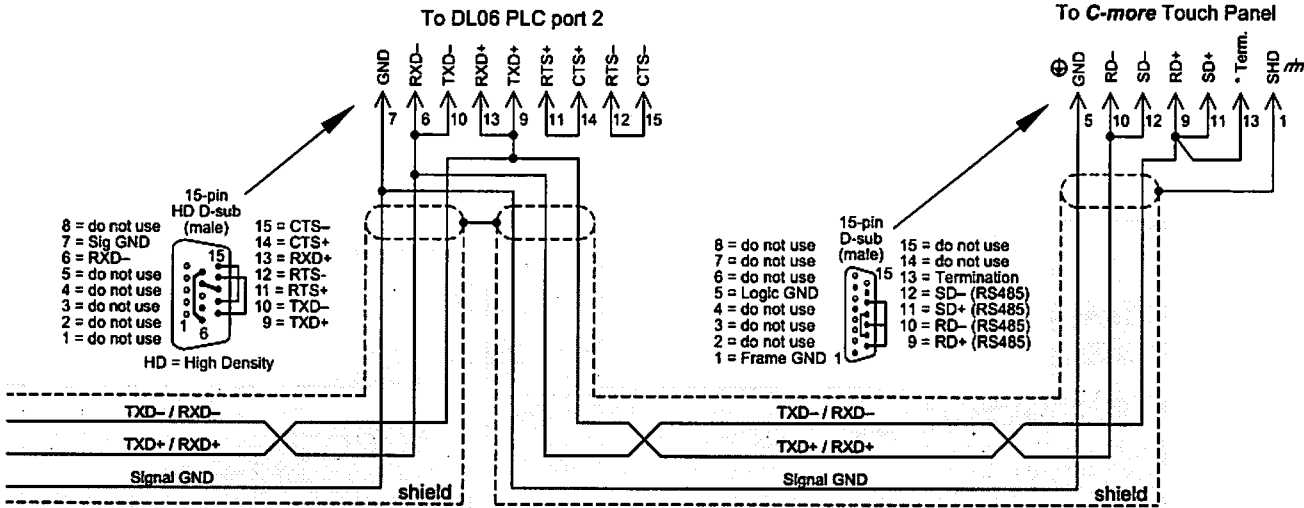 To DL06 PLC port 2
GND
RXD–
TXD–
RXD+
TXD+
RTS+
CTS+
RTS–
CTS–
7
6
10
13
9
11
14
12
15
To C-more Touch Panel
GND
RD–
SD–
RD+
SD+
* Term.
SHD
5
10
12
9
11
13
1
15-pin
HD D-sub
(male)
8 = do not use
7 = Sig GND
6 = RXD–
5 = do not use
4 = do not use
3 = do not use
2 = do not use
1 = do not use
15
1
6
15 = CTS–
14 = CTS+
13 = RXD+
12 = RTS-
11 = RTS+
10 = TXD–
9 = TXD+
HD = High Density
15-pin
D-sub
(male)
8 = do not use
7 = do not use
6 = do not use
5 = Logic GND
4 = do not use
3 = do not use
2 = do not use
1 = Frame GND
15
1
15 = do not use
14 = do not use
13 = Termination
12 = SD– (RS485)
11 = SD+ (RS485)
10 = RD– (RS485)
9 = RD+ (RS485)
TXD– / RXD–
TXD+ / RXD+
Signal GND
shield
TXD– / RXD–
TXD+ / RXD+
Signal GND
shield